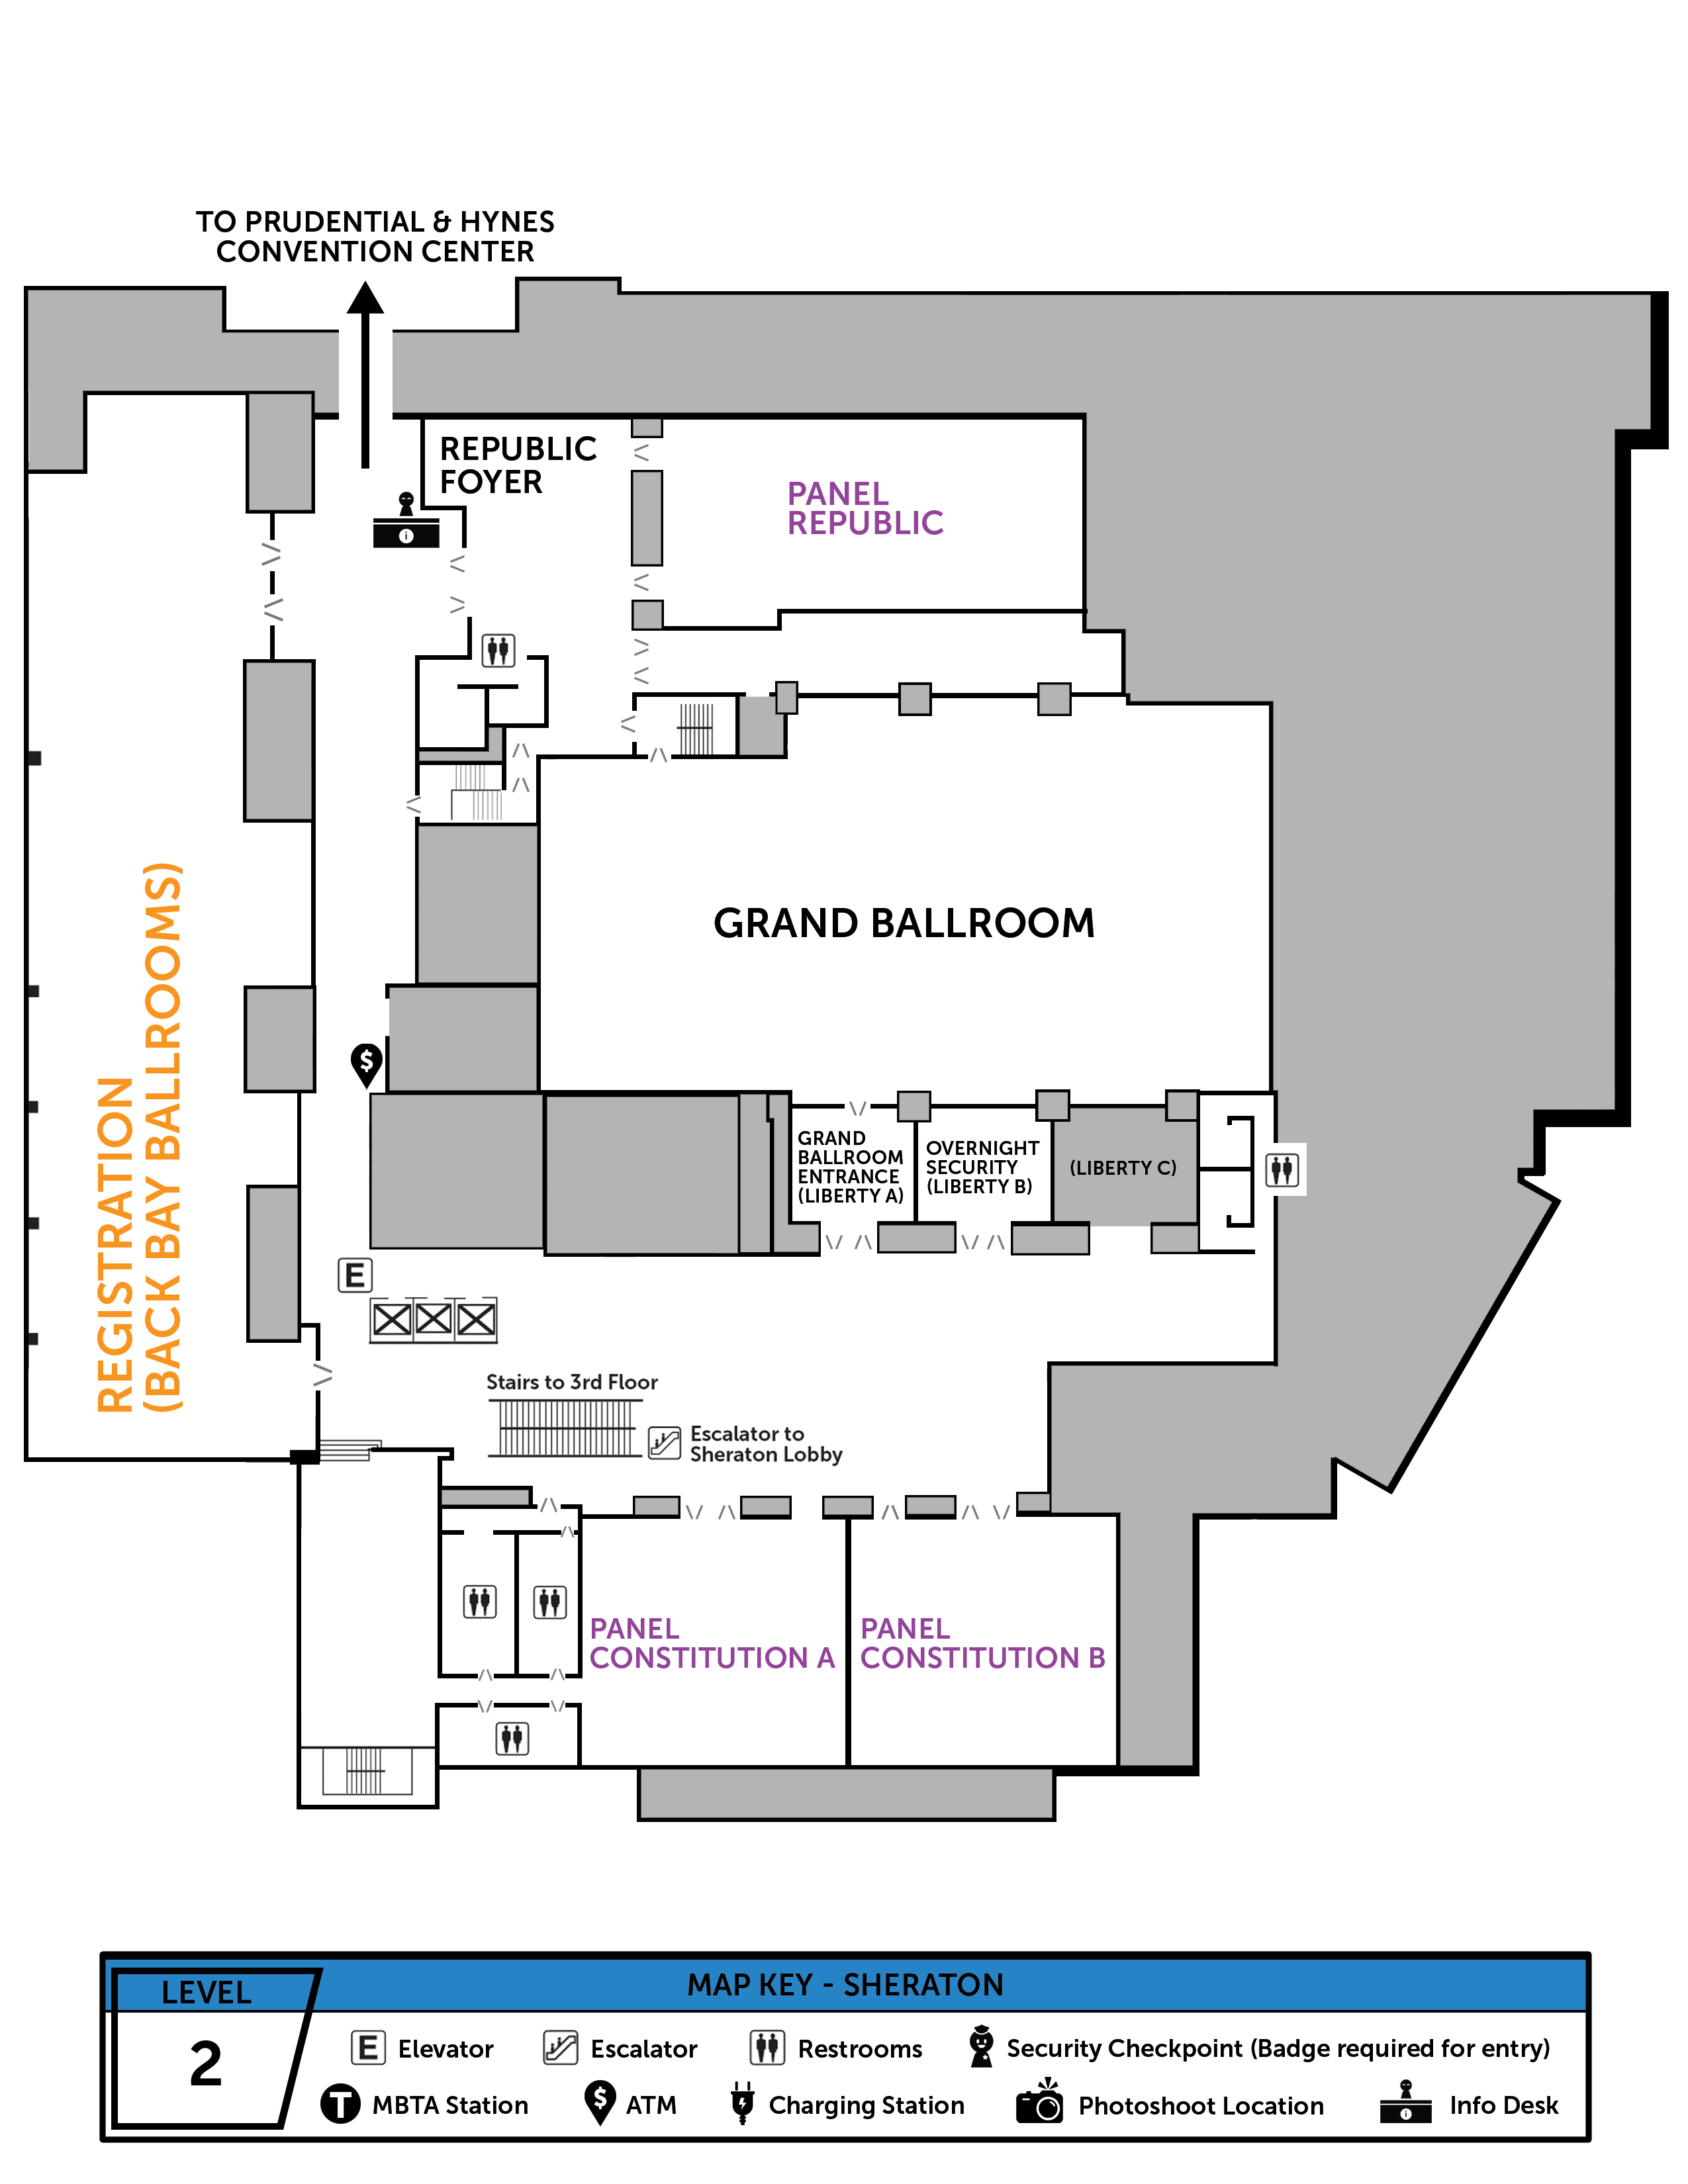 TO PRUDENTIAL & HYNES
CONVENTION CENTER
REPUBLIC
FOYER
PANEL
REPUBLIC
i
GRAND BALLROOM
REGISTRATION
(BACK BAY BALLROOMS)
$
GRAND
BALLROOM
ENTRANCE
(LIBERTY A)
OVERNIGHT
SECURITY
(LIBERTY B)
(LIBERTY C)
E
Stairs to 3rd Floor
Escalator to
Sheraton Lobby
PANEL
CONSTITUTION A
PANEL
CONSTITUTION B
LEVEL
2
MAP KEY - SHERATON
E Elevator
Escalator
Restrooms
Security Checkpoint (Badge required for entry)
T MBTA Station
$ ATM
Charging Station
Photoshoot Location
i Info Desk